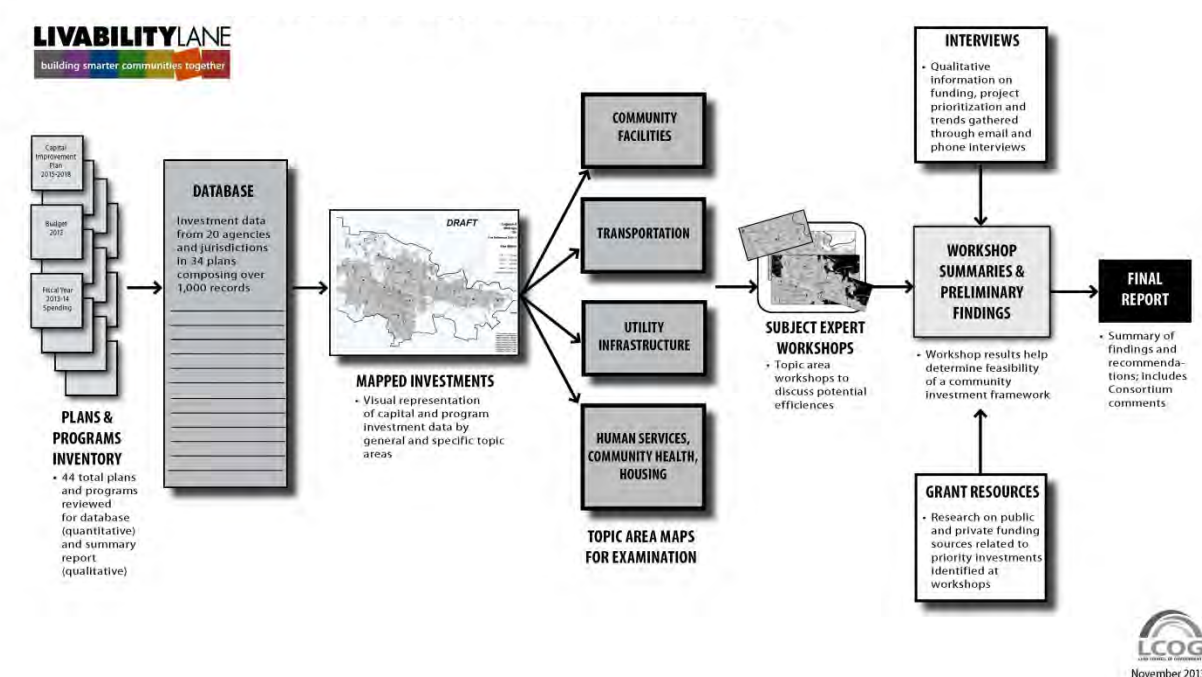 LIVABILITYLANE
building smarter communities together
Capital
Improvement
Plan
Budget
Fiscal Year
2013-14
Spending
PLANS &
PROGRAMS
INVENTORY
• 44 total plans
and programs
reviewed
for database
(quantitative)
and summary
report
(qualitative)
DATABASE
Investment data
from 20 agencies
and jurisdictions
in 34 plans
composing over
1,000 records
DRAFT
MAPPED INVESTMENTS
• Visual representation
of capital and program
investment data by
general and specific topic
areas
COMMUNITY
FACILITIES
TRANSPORTATION
UTILITY
INFRASTRUCTURE
HUMAN SERVICES,
COMMUNITY HEALTH,
HOUSING
TOPIC AREA MAPS
FOR EXAMINATION
SUBJECT EXPERT
WORKSHOPS
• Topic area
workshops to
discuss potential
efficiences
INTERVIEWS
• Qualitative
information on
funding, project
prioritization and
trends gathered
through email and
phone interviews
WORKSHOP
SUMMARIES &
PRELIMINARY
FINDINGS
• Workshop results help
determine feasibility
of a community
investment framework
GRANT RESOURCES
• Research on public
and private funding
sources related to
priority investments
identified at
workshops
FINAL
REPORT
• Summary of
findings and
recommenda-
tions; includes
Consortium
comments
LCOG
LANE COUNCIL OF GOVERNMENTS
November 201